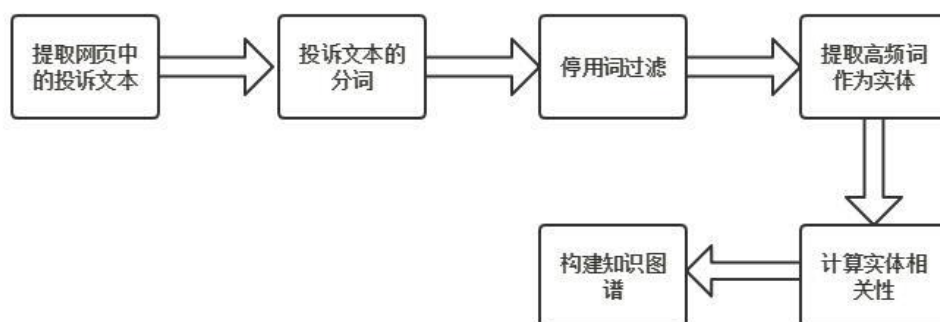 提取网页中
的投诉文本
投诉文本的
分词
停用词过滤
提取高频词
作为实体
计算实体相
关性
构建知识图
谱